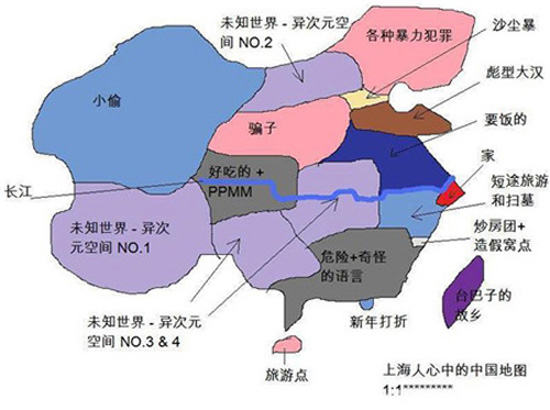 未知世界 - 异次元空
间 NO.2
各种暴力犯罪
沙尘暴
彪型大汉
小偷
骗子
要饭的
好吃的 +
PPMM
家
长江
短途旅游
和扫墓
未知世界 - 异次
元空间 NO.1
炒房团+
造假窝点
危险+奇怪
的语言
台巴子的
故乡
未知世界 - 异次元
空间 NO.3 & 4
新年打折
旅游点
上海人心中的中国地图
1:1*********